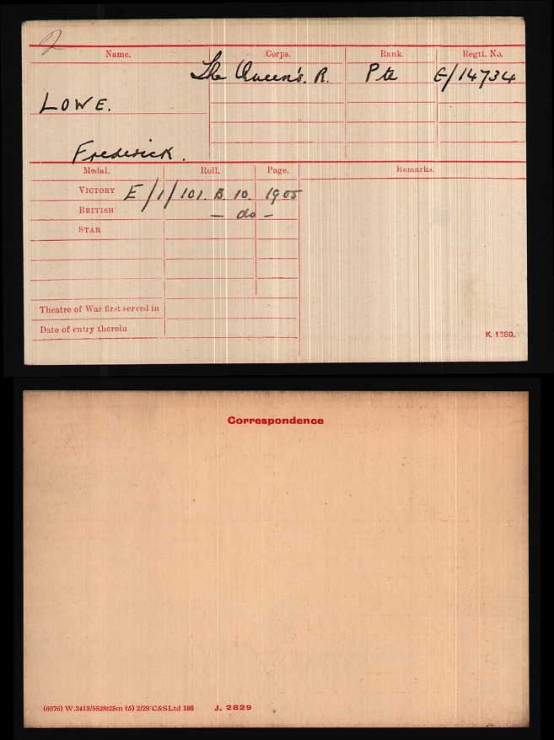 2
Name. Corps. Rank. Regtl. No.
The Queen's. R. Pte G/14734
LOWE.
Frederick.
Medal. Roll. Page. Remarks.
VICTORY E/1/101. B. 10. 1905
BRITISH — do —
STAR
Theatre of War first served in
Date of entry therein
K. 1380.
Correspondence
J. 2829